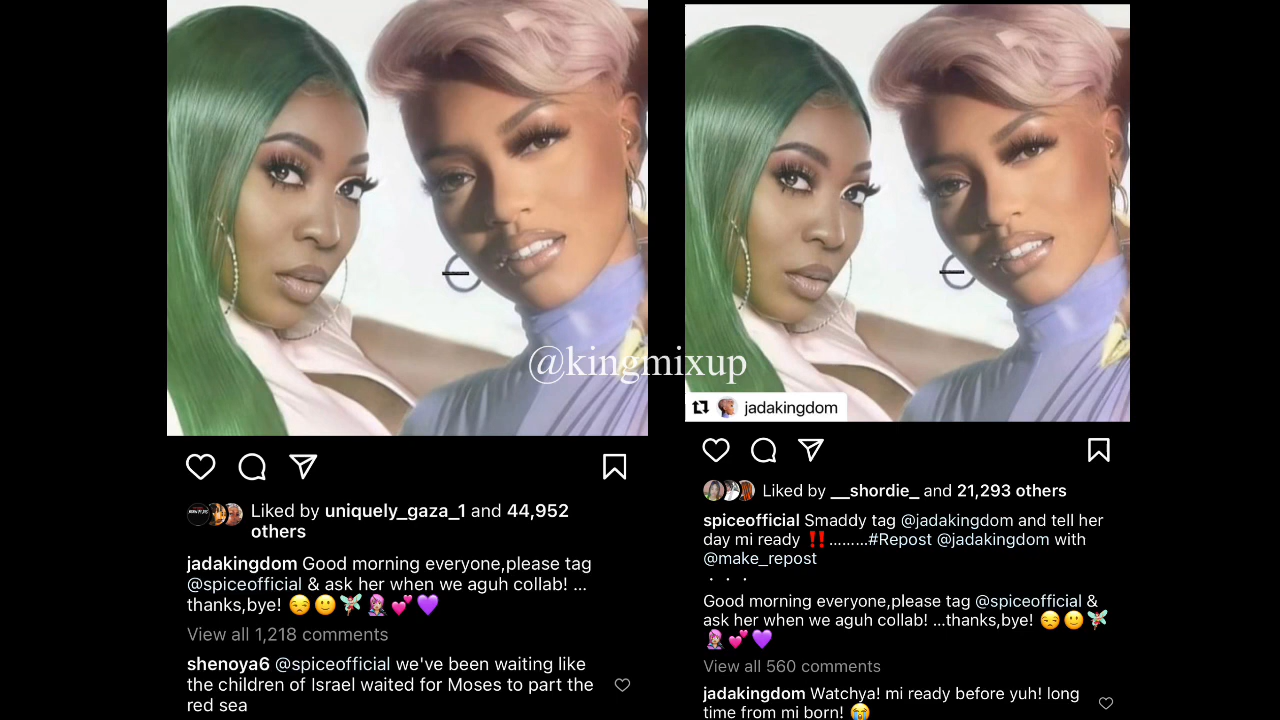 @kingmixup
Liked by uniquely_gaza_1 and 44,952
others
jadakingdom Good morning everyone,please tag
@spiceofficial & ask her when we aguh collab! ...
thanks,bye! 😒🙂🧚🏻‍♀️👩🏼‍🎤💕💜
View all 1,218 comments
shenoya6 @spiceofficial we've been waiting like
the children of Israel waited for Moses to part the
red sea
jadakingdom
Liked by __shordie_ and 21,293 others
spiceofficial Smaddy tag @jadakingdom and tell her
day mi ready ‼️.........#Repost @jadakingdom with
@make_repost
・・・
Good morning everyone,please tag @spiceofficial &
ask her when we aguh collab! ...thanks,bye! 😒🙂🧚🏻‍♀️
👩🏼‍🎤💕💜
View all 560 comments
jadakingdom Watchya! mi ready before yuh! long
time from mi born! 😭